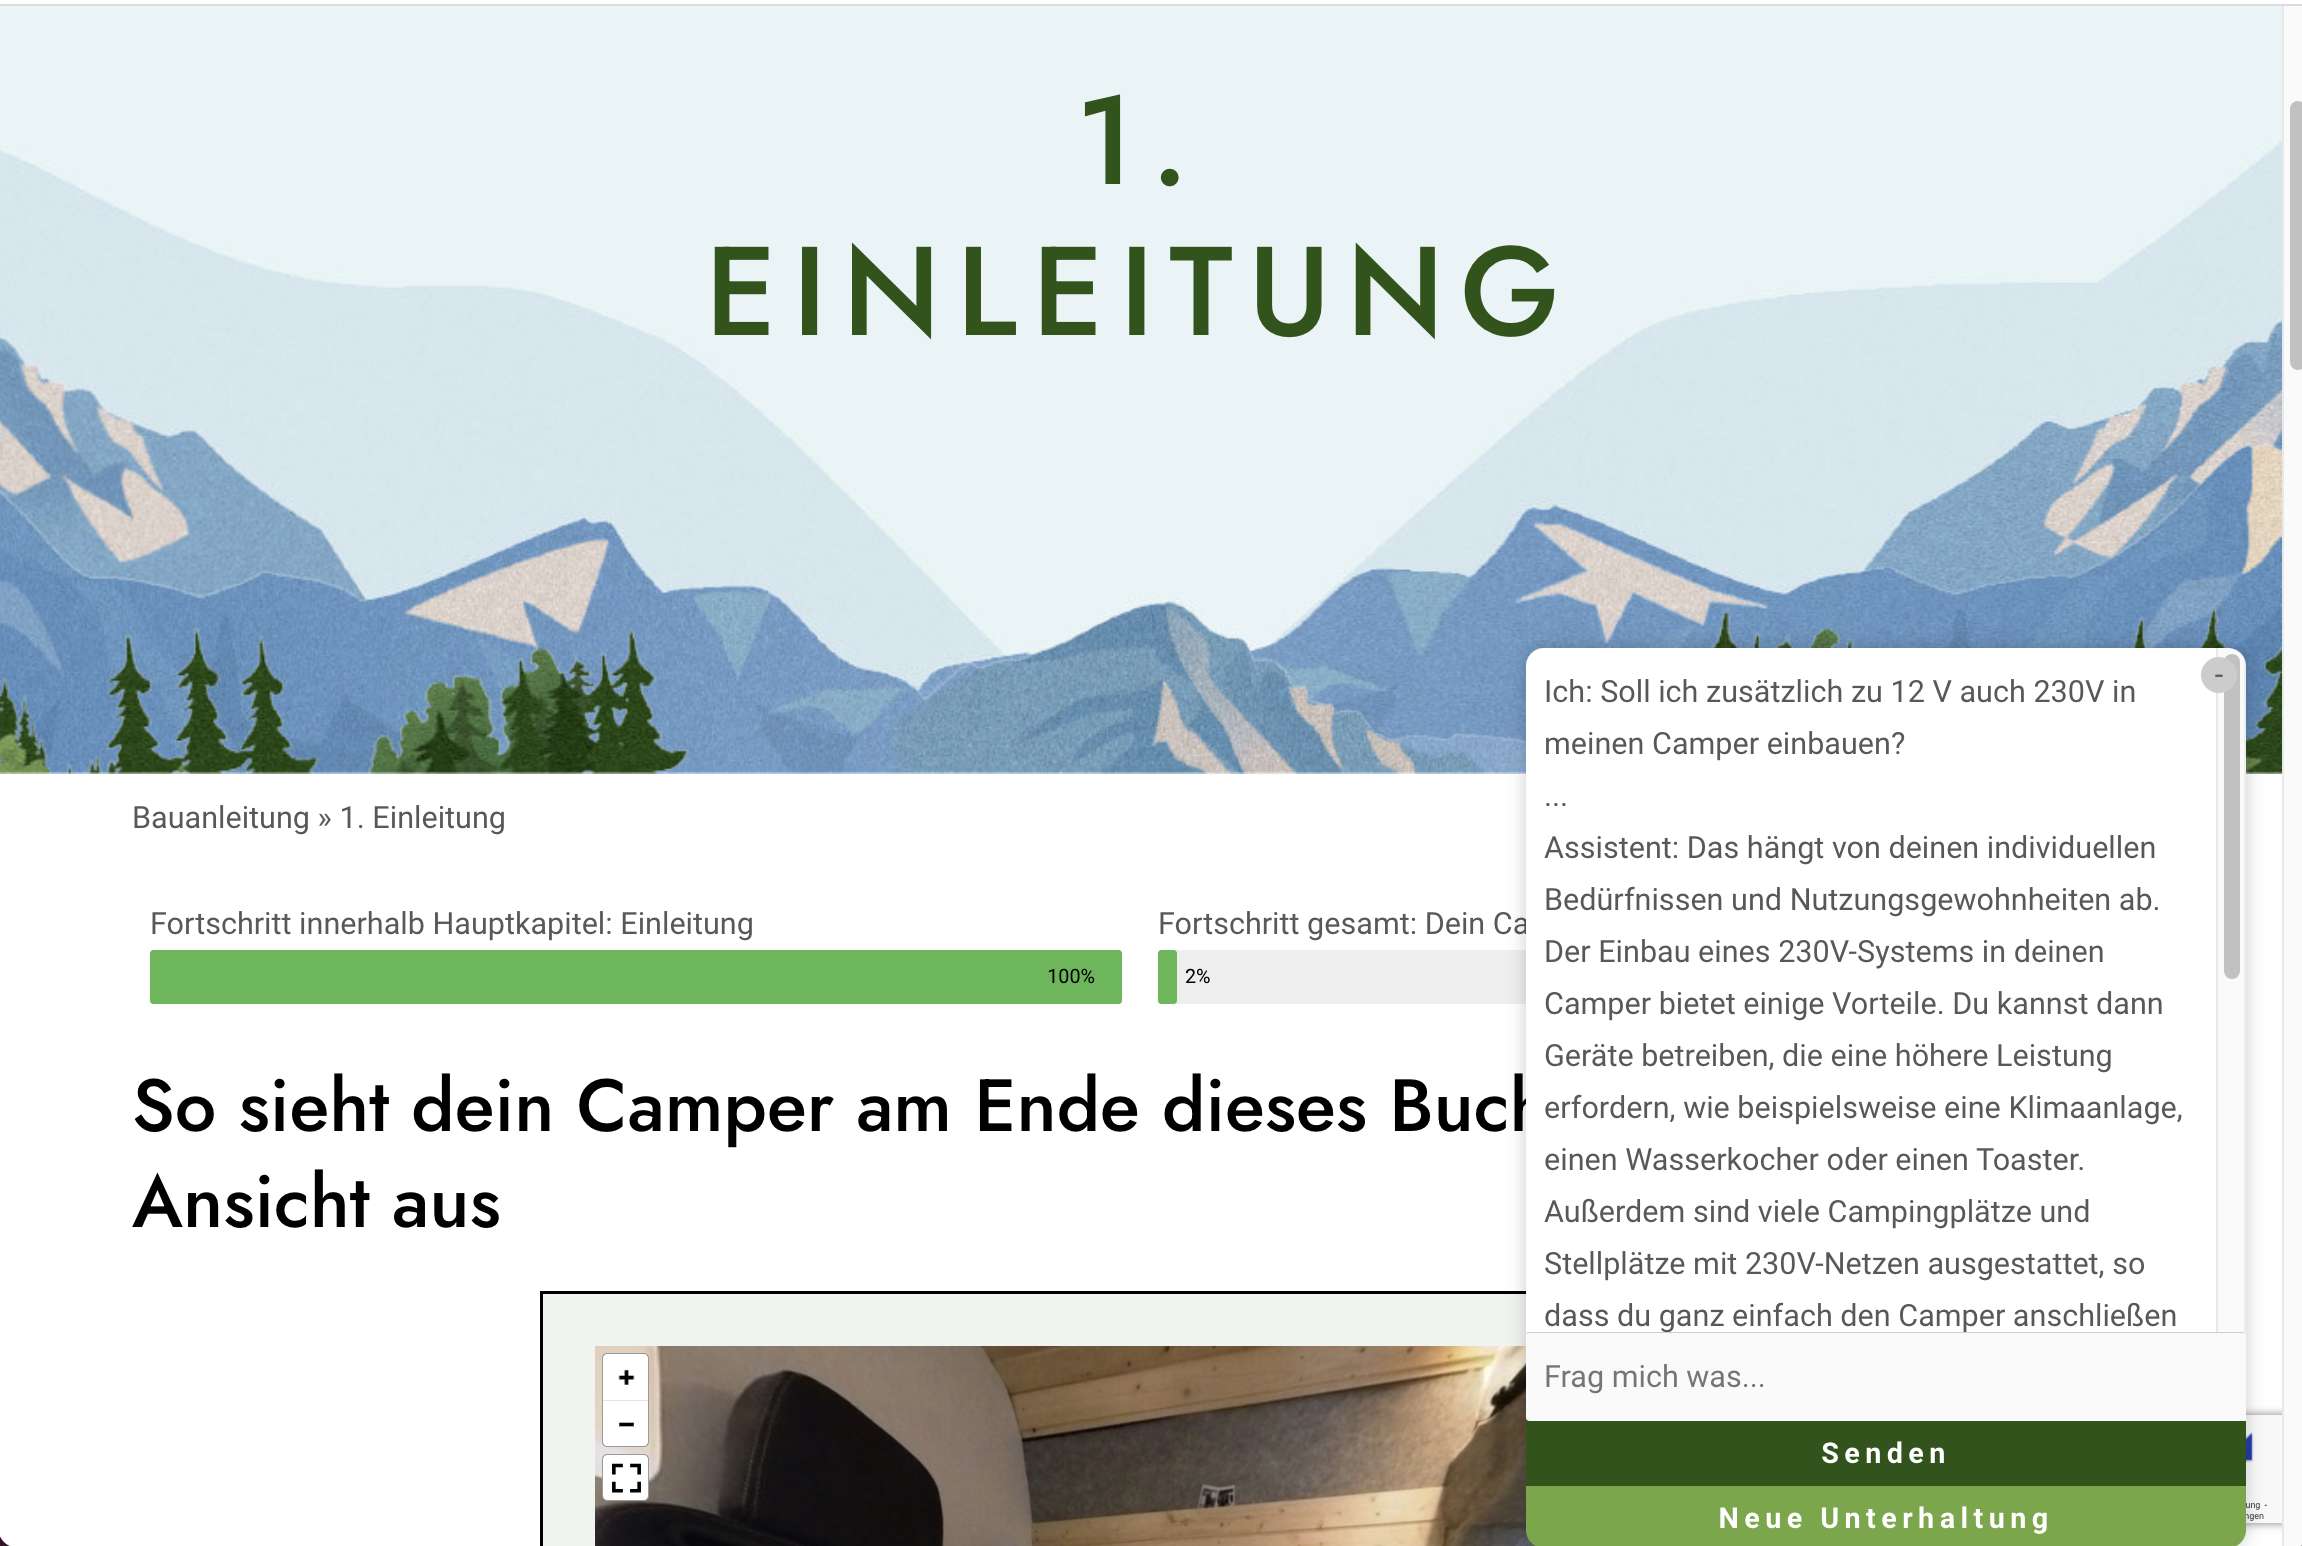 1.
EINLEITUNG
Bauanleitung » 1. Einleitung
Fortschritt innerhalb Hauptkapitel: Einleitung
100%
Fortschritt gesamt: Dein Ca
2%
So sieht dein Camper am Ende dieses Buch
Ansicht aus
+
−
-
Ich: Soll ich zusätzlich zu 12 V auch 230V in
meinen Camper einbauen?
...
Assistent: Das hängt von deinen individuellen
Bedürfnissen und Nutzungsgewohnheiten ab.
Der Einbau eines 230V-Systems in deinen
Camper bietet einige Vorteile. Du kannst dann
Geräte betreiben, die eine höhere Leistung
erfordern, wie beispielsweise eine Klimaanlage,
einen Wasserkocher oder einen Toaster.
Außerdem sind viele Campingplätze und
Stellplätze mit 230V-Netzen ausgestattet, so
dass du ganz einfach den Camper anschließen
Frag mich was...
Senden
Neue Unterhaltung
ung -
ngen